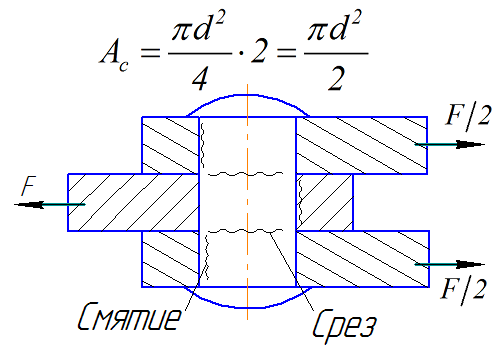 A_c = πd²/4 · 2 = πd²/2
F/2
F
F/2
Смятие
Срез